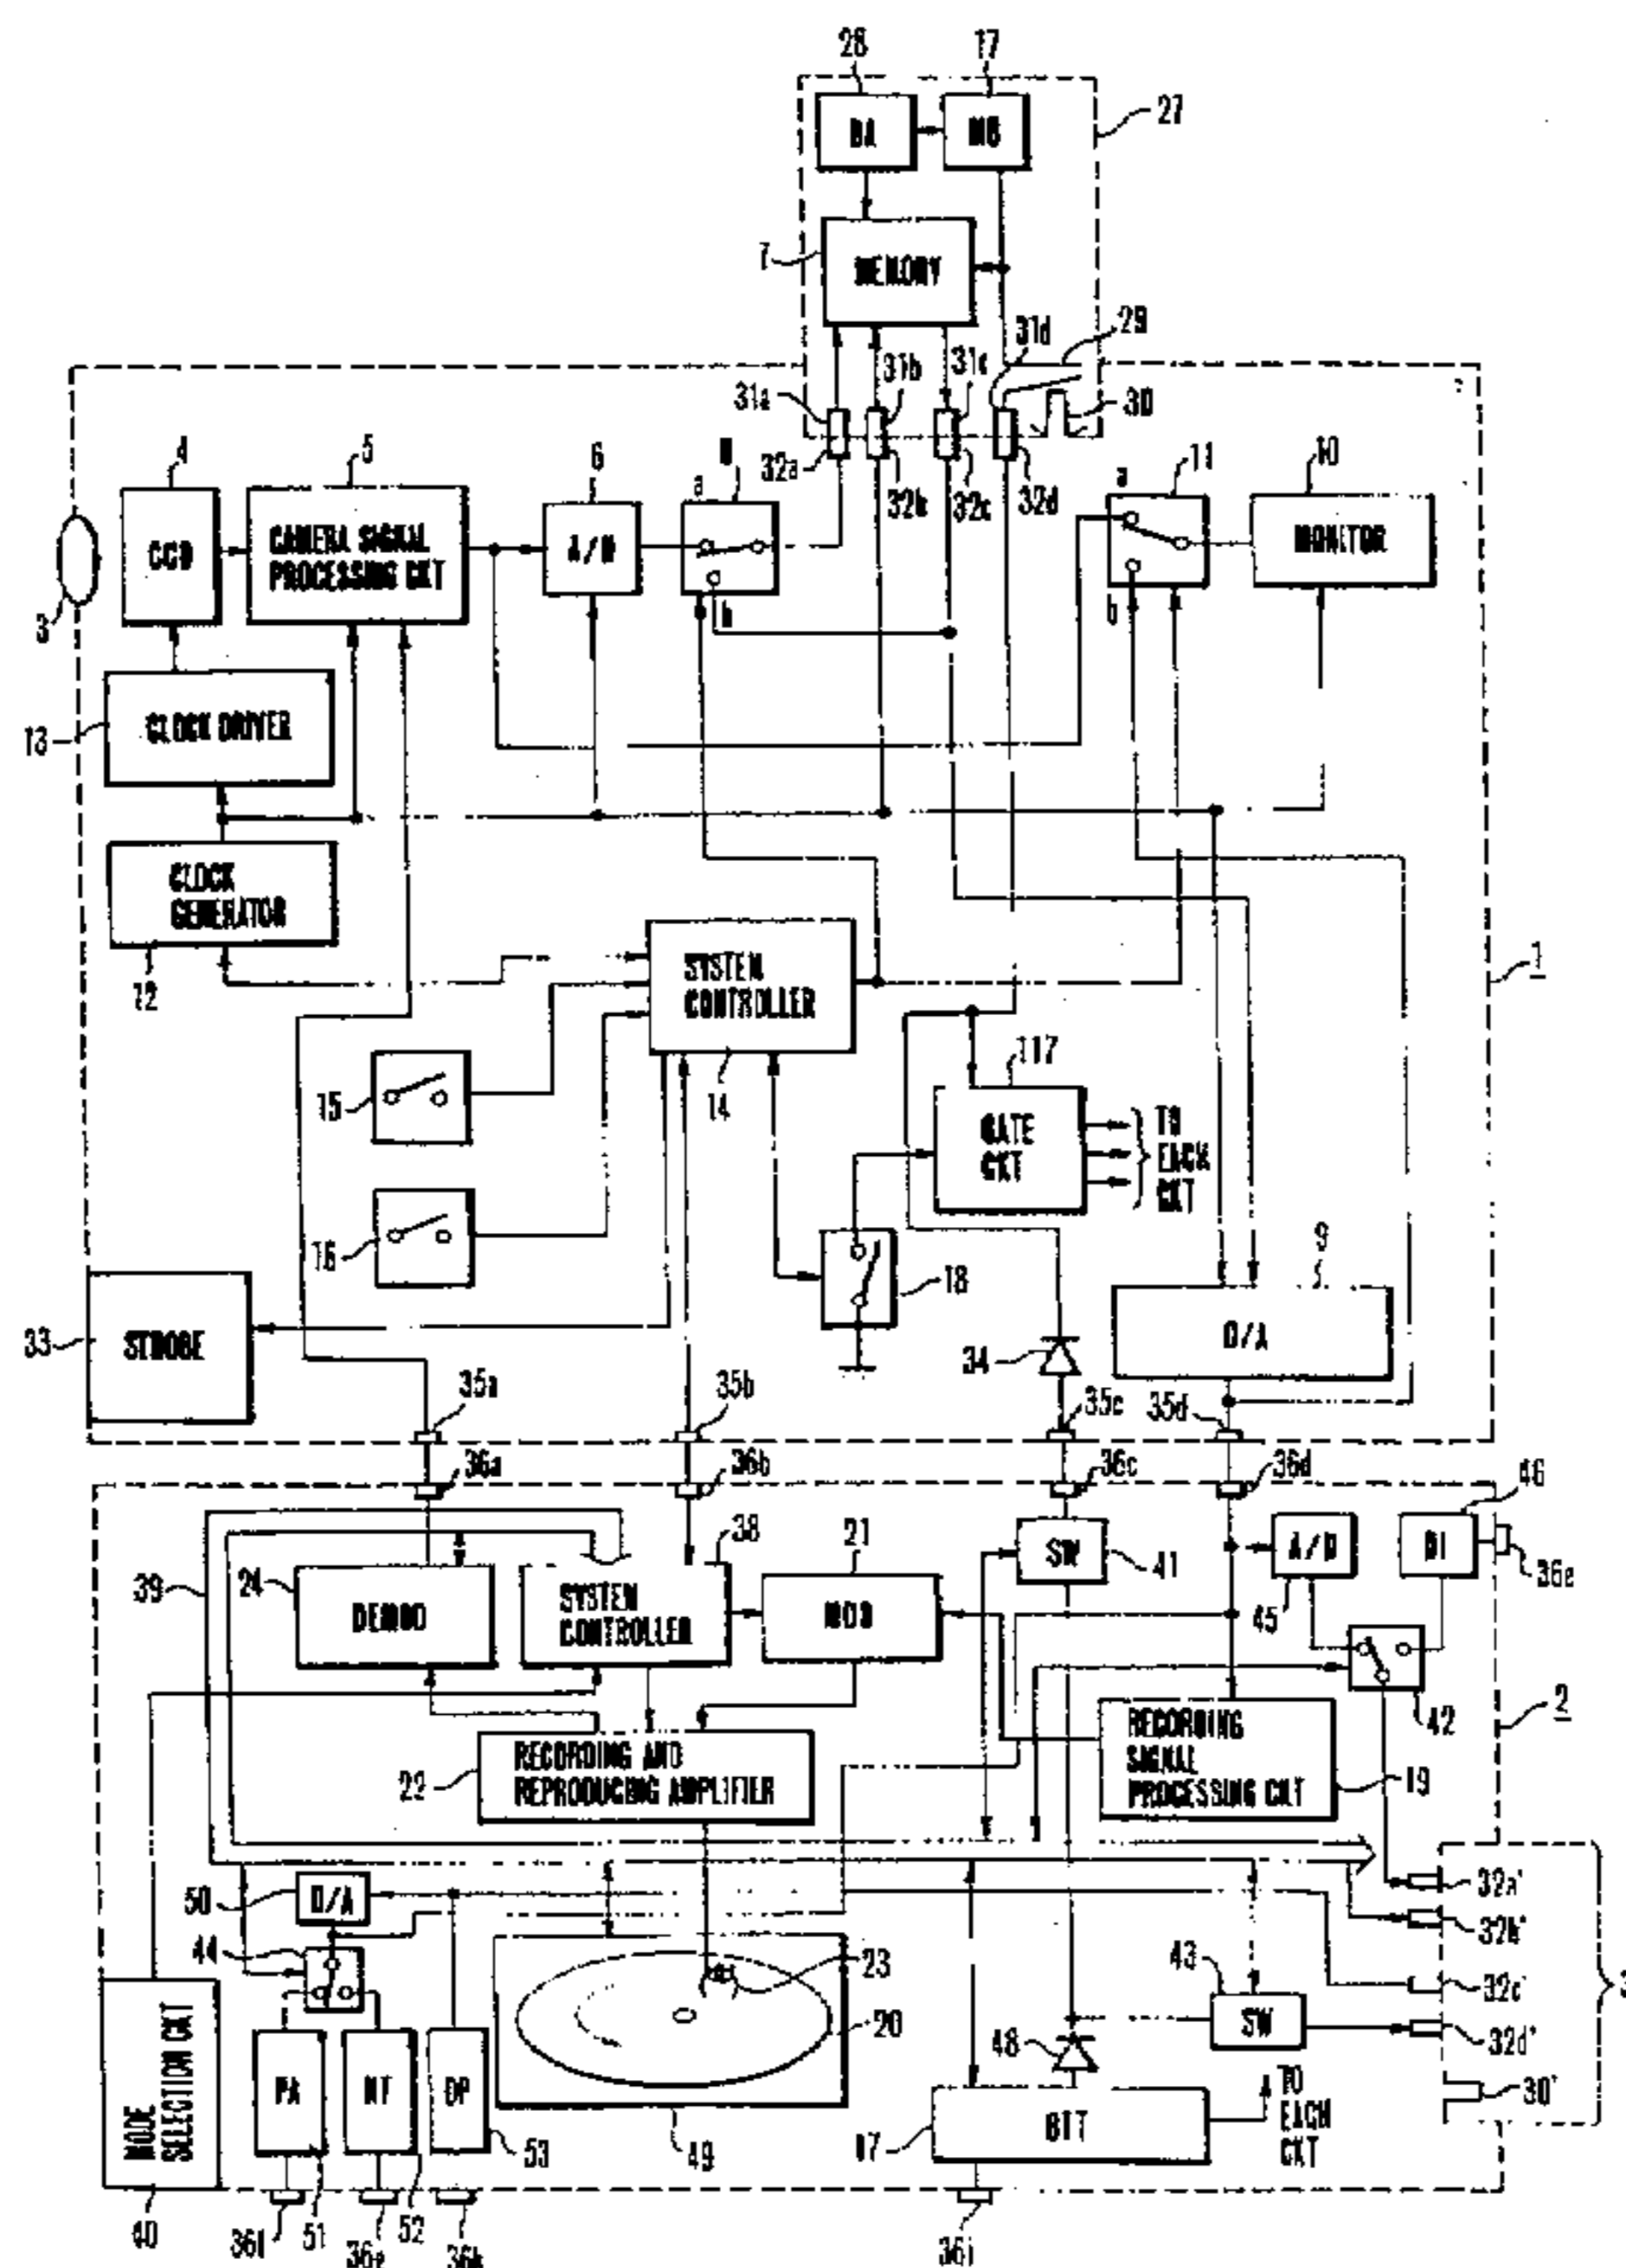 28
17
27
MEMORY
7
31d
29
31c
31b
31a
30
32a
32b
32c
32d
4
5
6
a
11
10
CCD
CAMERA SIGNAL
PROCESSING CKT
MONITOR
b
3
13
CLOCK DRIVER
CLOCK
GENERATOR
12
SYSTEM
CONTROLLER
14
1
15
117
GATE
CKT
TO
EACH
CKT
16
18
9
33
STROBE
34
D/A
35a
35b
35c
35d
36a
36b
36c
36d
46
39
24
38
21
SW
41
A/D
36e
DEMOD
SYSTEM
CONTROLLER
MOD
45
2
42
22
RECORDING AND
REPRODUCING AMPLIFIER
RECORDING
SIGNAL
PROCESSING CKT
19
50
D/A
32a'
32b'
44
23
43
32c'
20
SW
32d'
48
MODE
SELECTION CKT
PA
DP
30'
53
49
TO
EACH
CKT
40
51
52